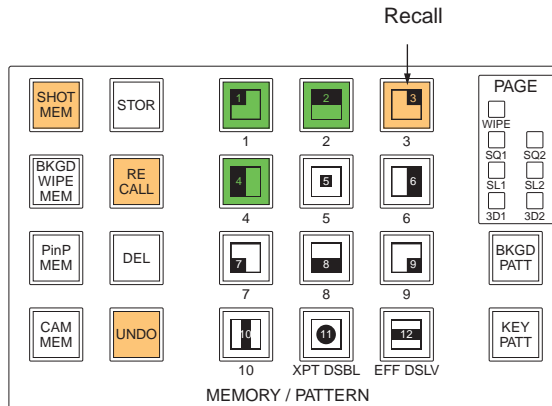 Recall
SHOT
MEM
STOR
1
2
3
PAGE
WIPE
1
2
3
SQ1
SQ2
BKGD
WIPE
MEM
RE
CALL
4
5
6
SL1
SL2
4
5
6
3D1
3D2
PinP
MEM
DEL
7
8
9
BKGD
PATT
7
8
9
CAM
MEM
UNDO
10
11
12
KEY
PATT
10
XPT DSBL
EFF DSLV
MEMORY / PATTERN